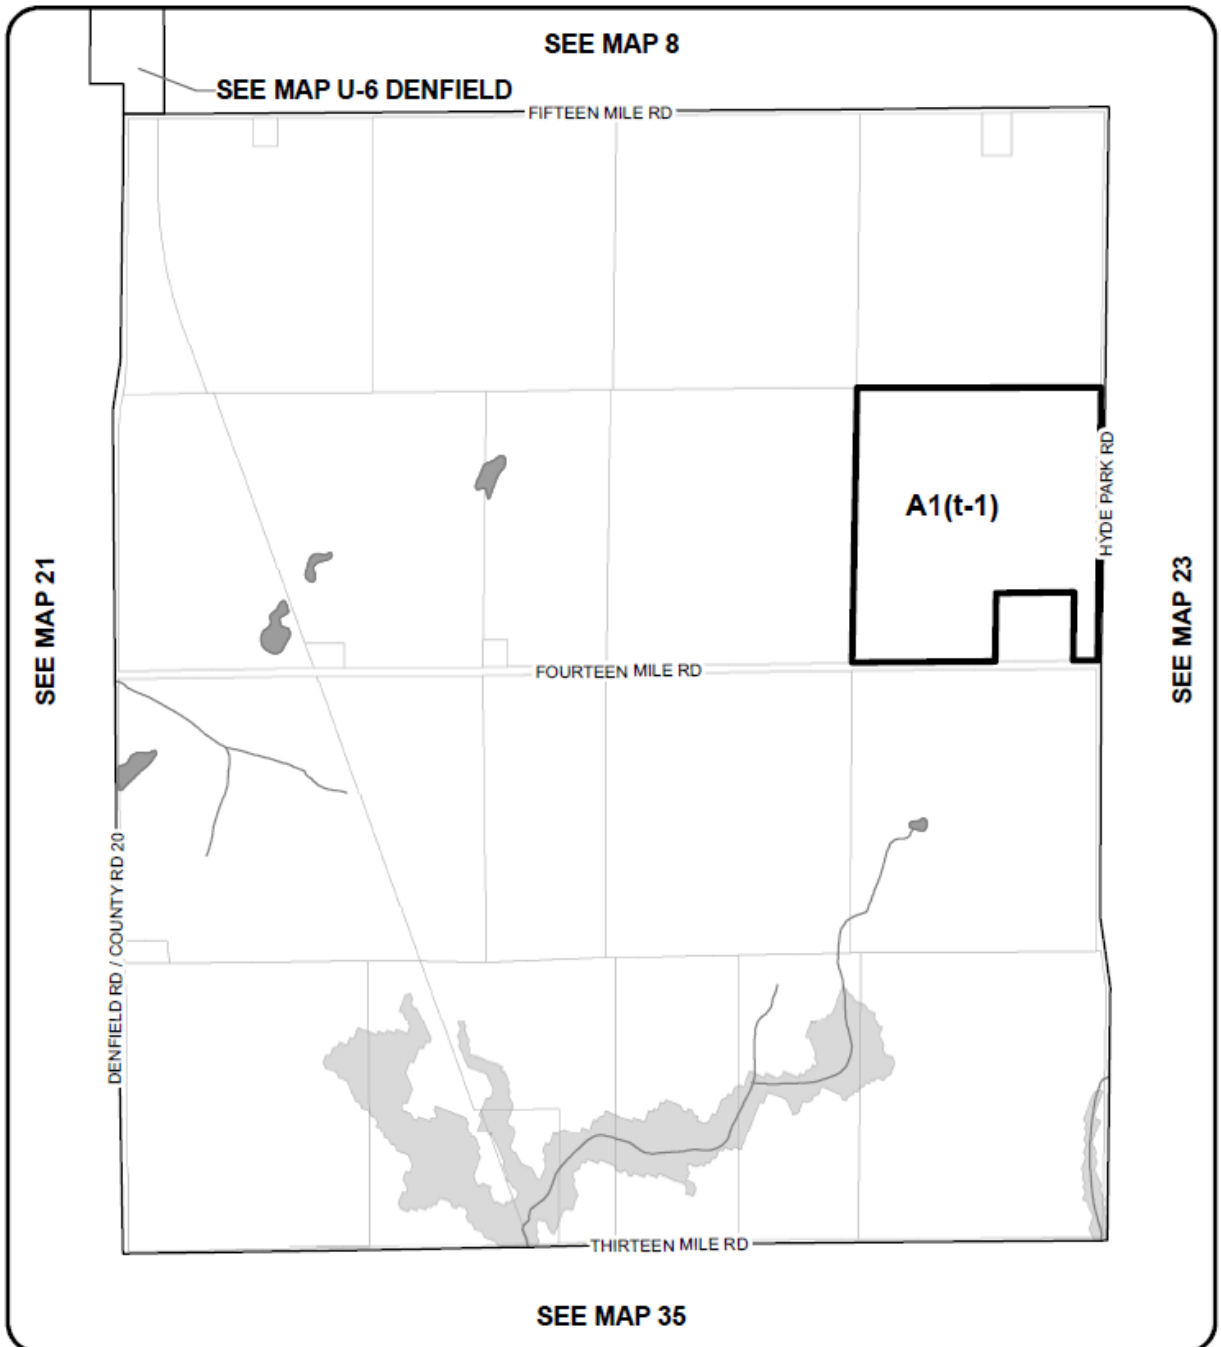 SEE MAP 8
SEE MAP U-6 DENFIELD
FIFTEEN MILE RD
HYDE PARK RD
A1(t-1)
SEE MAP 21
SEE MAP 23
FOURTEEN MILE RD
DENFIELD RD / COUNTY RD 20
THIRTEEN MILE RD
SEE MAP 35